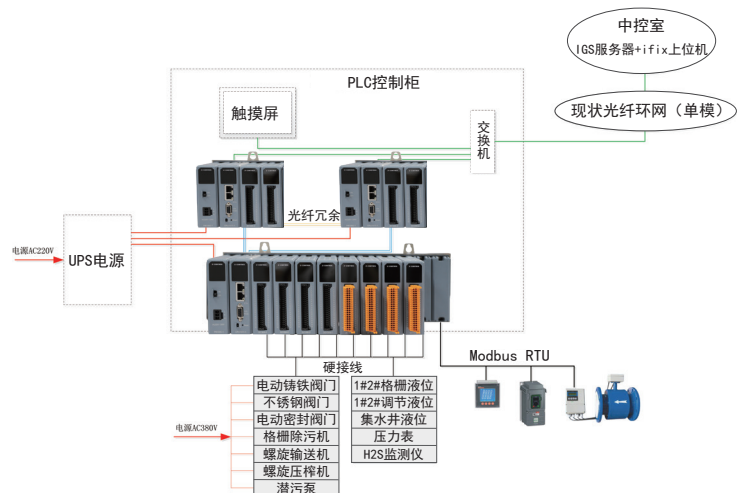 中控室
IGS服务器+ifix上位机
PLC控制柜
触摸屏
交换机
现状光纤环网（单模）
光纤冗余
电源AC220V
UPS电源
Modbus RTU
硬接线
电动铸铁阀门
不锈钢阀门
电动密封阀门
格栅除污机
螺旋输送机
螺旋压榨机
潜污泵
1#2#格栅液位
1#2#调节液位
集水井液位
压力表
H2S监测仪
电源AC380V